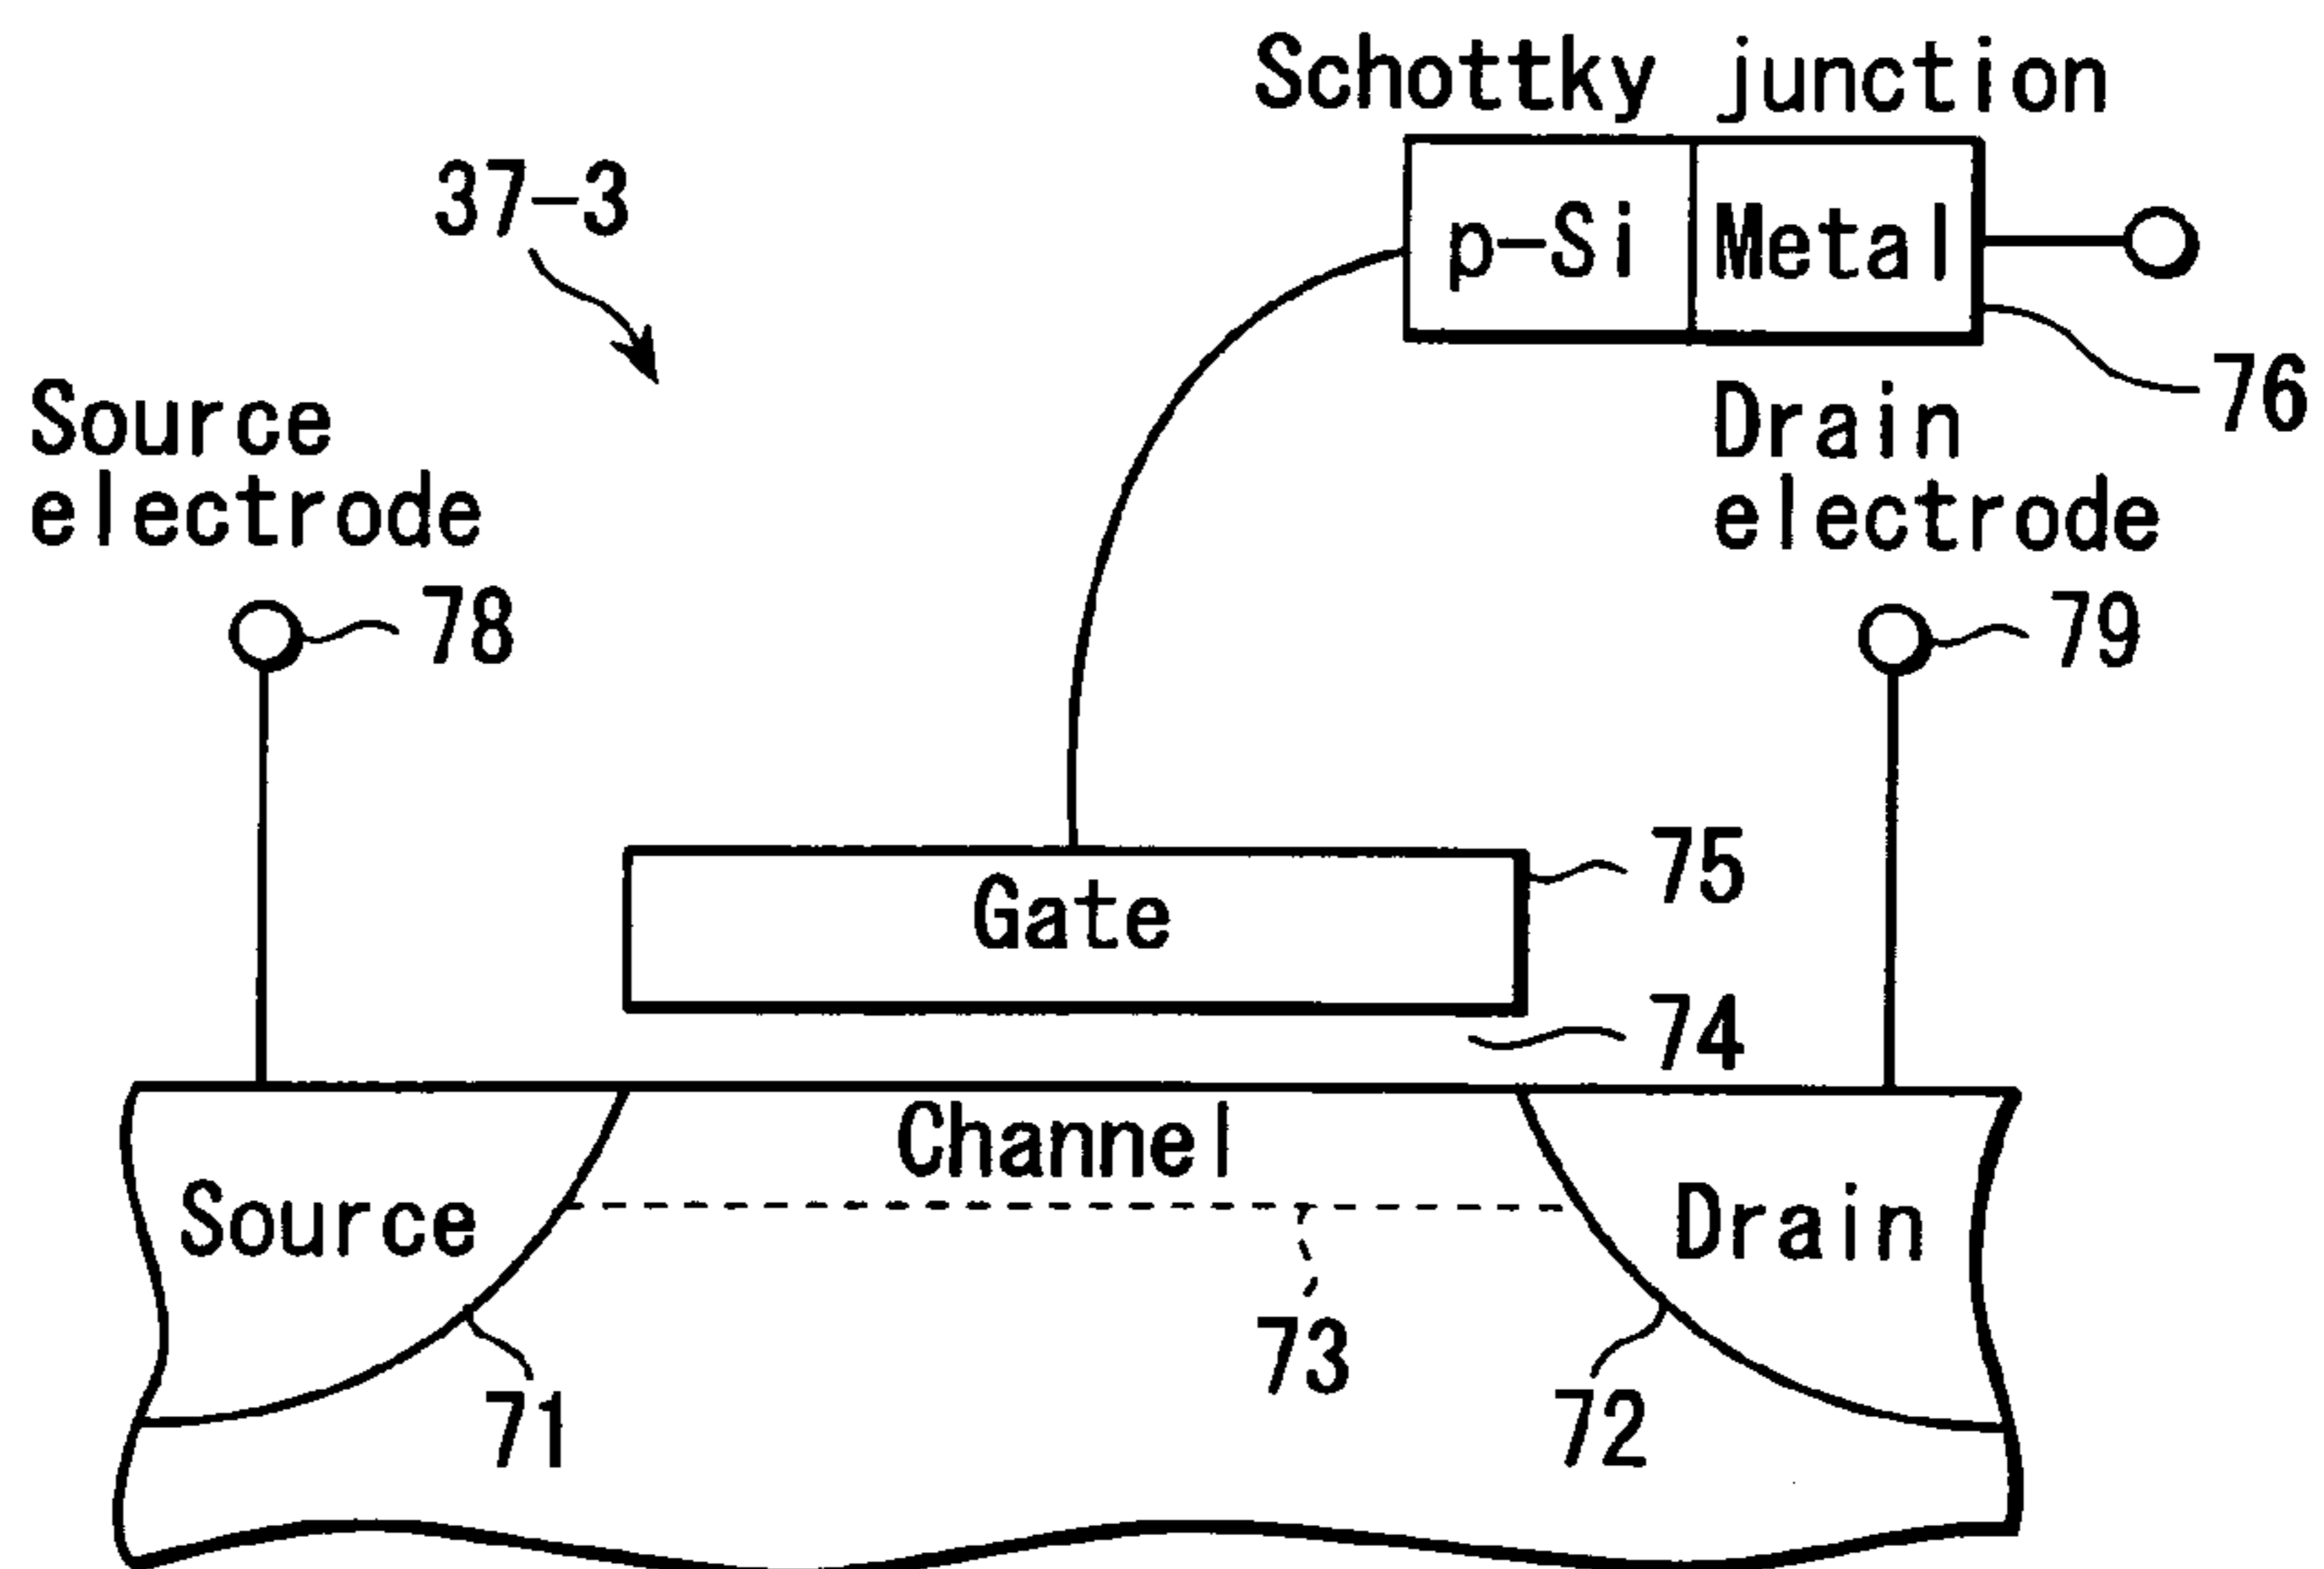 Schottky junction
37-3
p-Si
Metal
76
Source
electrode
Drain
electrode
78
79
75
Gate
74
Channel
Source
Drain
73
71
72